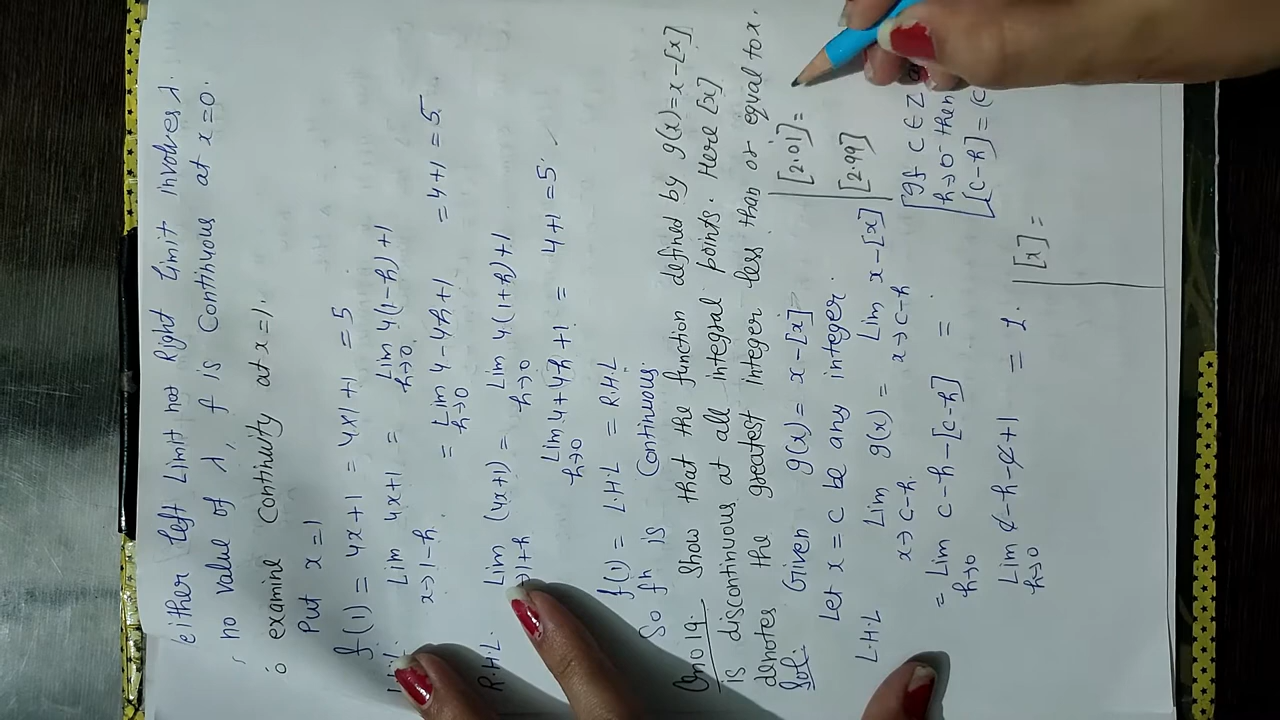 either left Limit not Right Limit involves λ.
no value of λ, f is Continuous at x=0.
o examine Continuity at x=1.
Put x=1
f(1) = 4x+1 = 4×1+1 = 5
L.H.L. Lim x→1-h 4x+1 = Lim h→0 4(1-h)+1
= Lim h→0 4-4h+1 = 4+1 = 5
R.H.L. Lim x→1+h (4x+1) = Lim h→0 4(1+h)+1
Lim h→0 4+4h+1 = 4+1 = 5.
f(1) = L.H.L = R.H.L
So fn is Continuous.
Qno 19. Show that the function defined by g(x)=x-[x]
is discontinuous at all integral points. Here [x]
denotes the greatest integer less than or equal to x.
Sol: Given g(x) = x-[x] [2.01]=
Let x = c be any integer. [2.99]
L.H.L Lim x→c-h g(x) = Lim x→c-h x-[x] [If c ∈ Z
= Lim h→0 c-h-[c-h] = h→0 then
[c-h]=(c
Lim h→0 c-h-c+1 = 1. [x] =